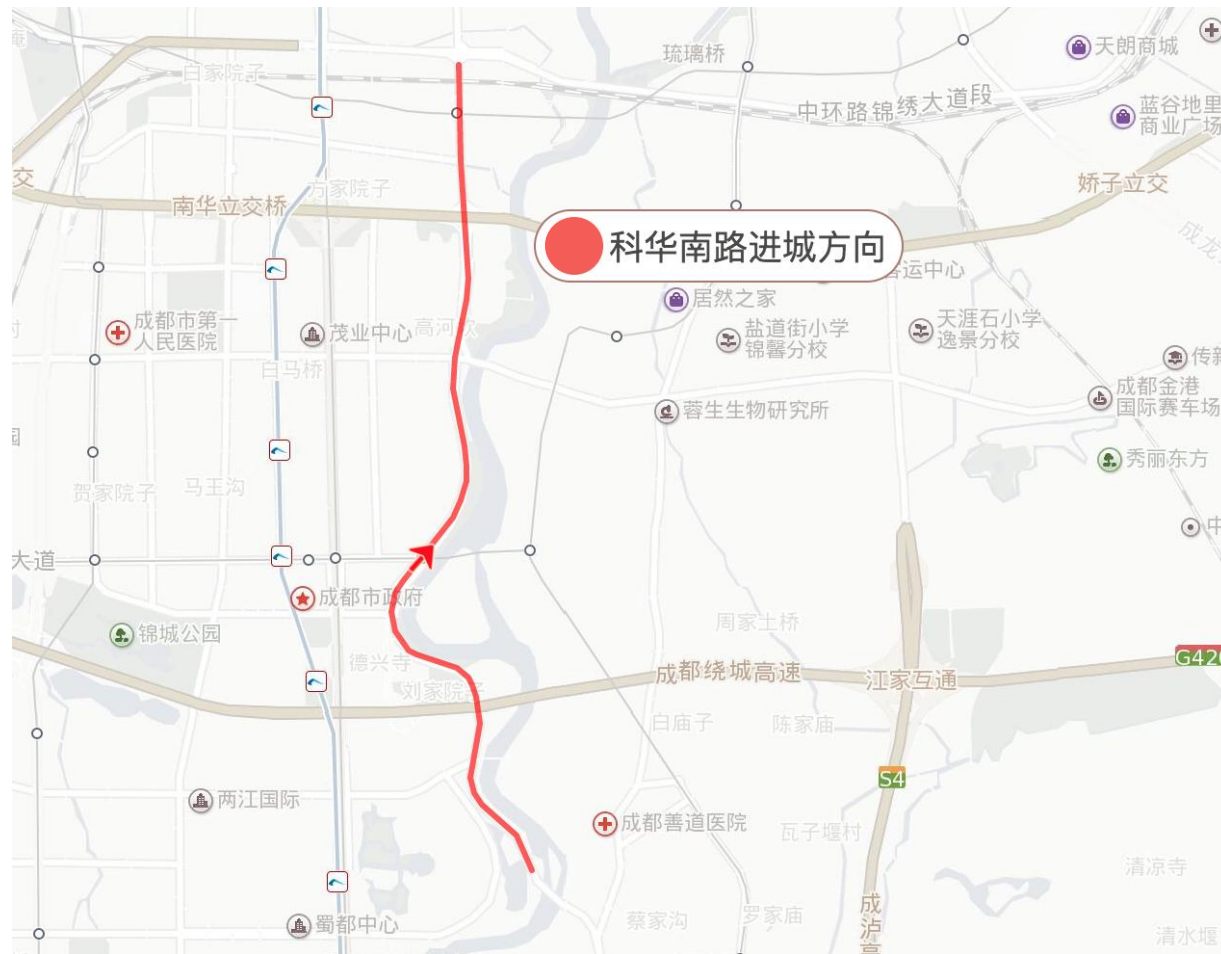 白家院子
琉璃桥
天朗商城
中环路锦绣大道段
蓝谷地里
商业广场
交
南华立交桥
方家院子
娇子立交
科华南路进城方向
成龙
客运中心
居然之家
成都市第一
人民医院
茂业中心
盐道街小学
锦馨分校
天涯石小学
逸景分校
村
白马桥
传新
成都金港
国际赛车场
蓉生生物研究所
园
贺家院子
马王沟
秀丽东方
中
大道
成都市政府
锦城公园
周家土桥
德兴寺
刘家院子
成都绕城高速
江家互通
G420
白庙子
陈家庙
S4
两江国际
成都善道医院
瓦子堰村
清凉寺
蜀都中心
蔡家沟
罗家庙
成泸高
清水堰